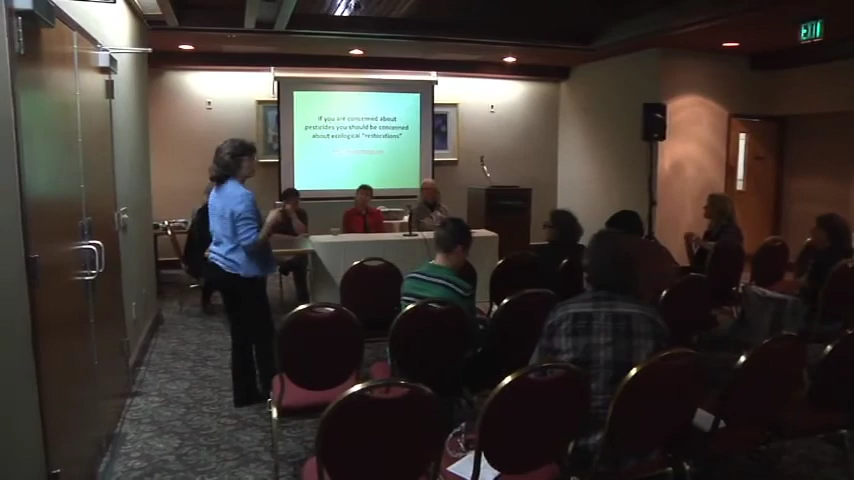 EXIT
If you are concerned about
pesticides you should be concerned
about ecological "restorations"